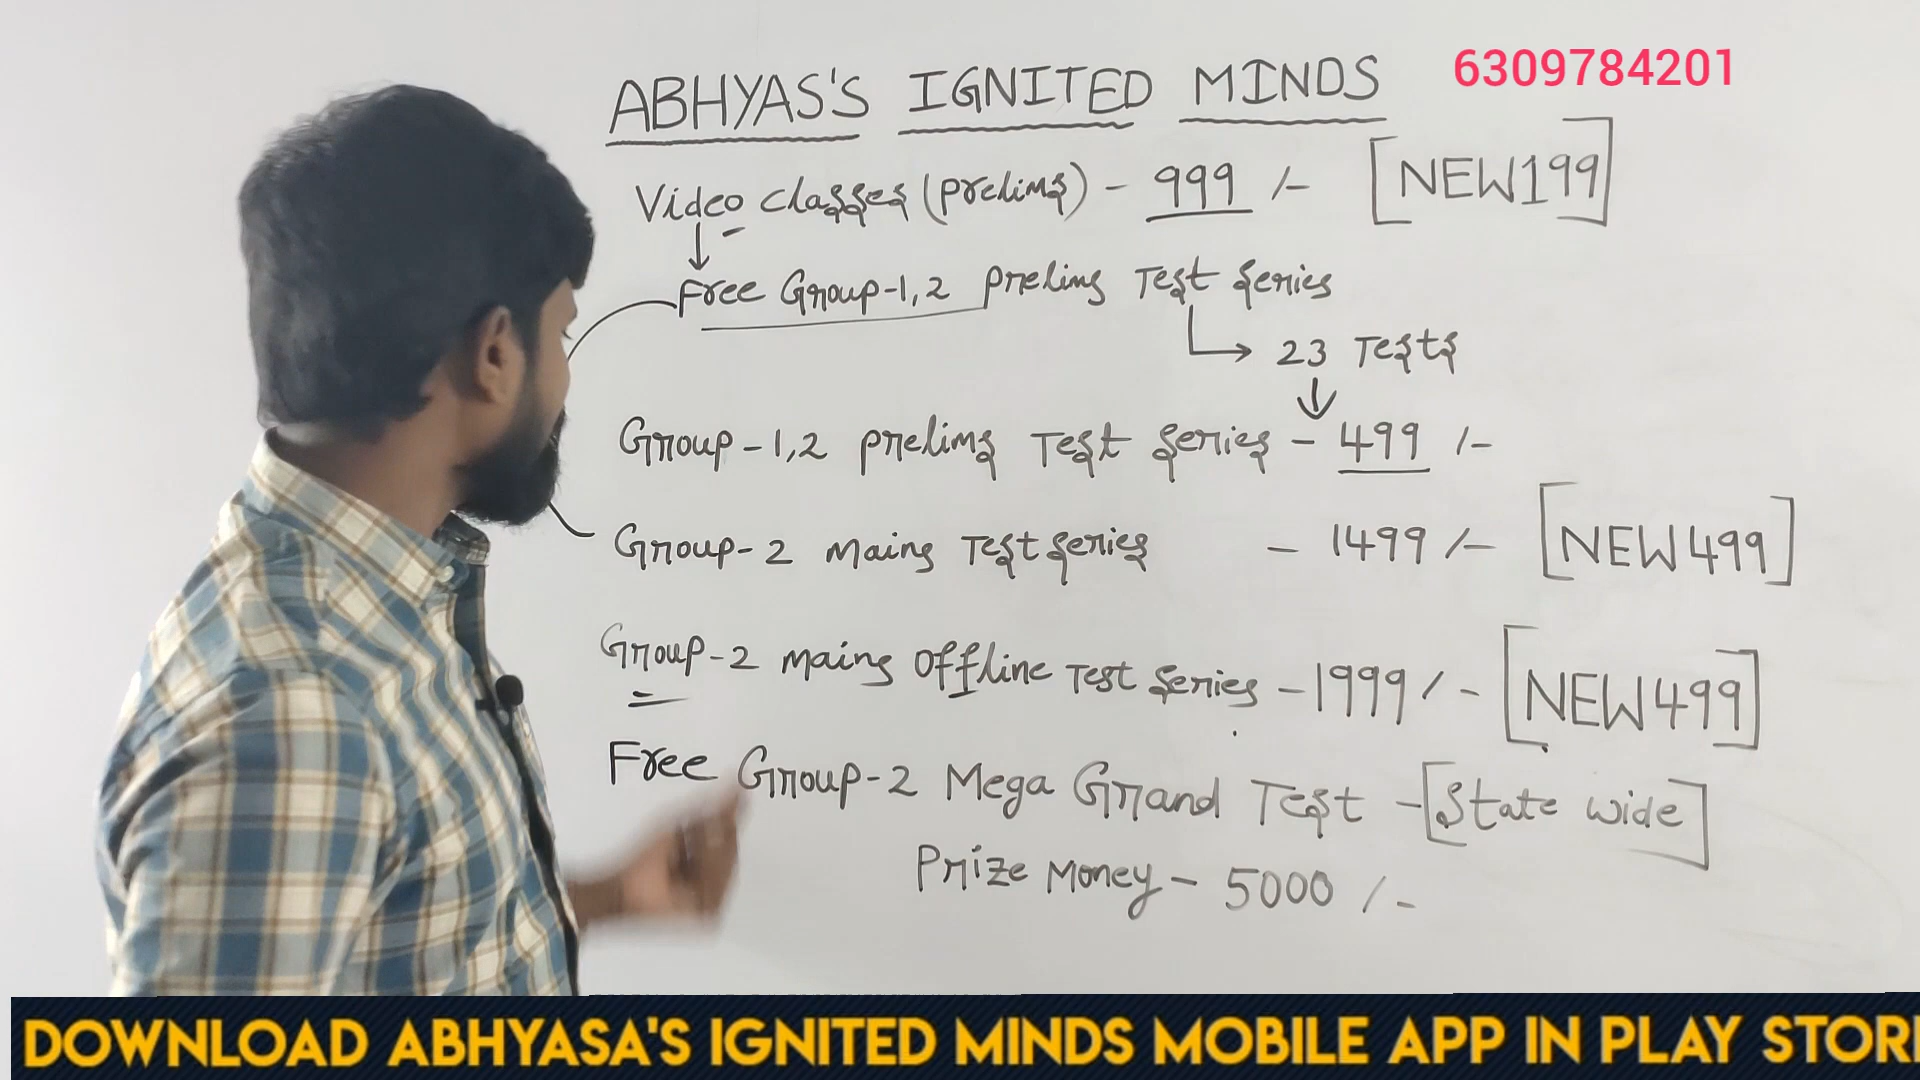 6309784201
ABHYAS'S IGNITED MINDS
Video classes (prelims) - 999 /- [NEW199]
Free Group-1,2 prelims Test series
23 Tests
Group-1,2 prelims Test series - 499 /-
Group-2 Mains Test series - 1499 /- [NEW499]
Group-2 mains offline Test series - 1999 /- [NEW499]
Free Group-2 Mega Grand Test - [State wide]
Prize Money - 5000 /-
DOWNLOAD ABHYASA'S IGNITED MINDS MOBILE APP IN PLAY STOR